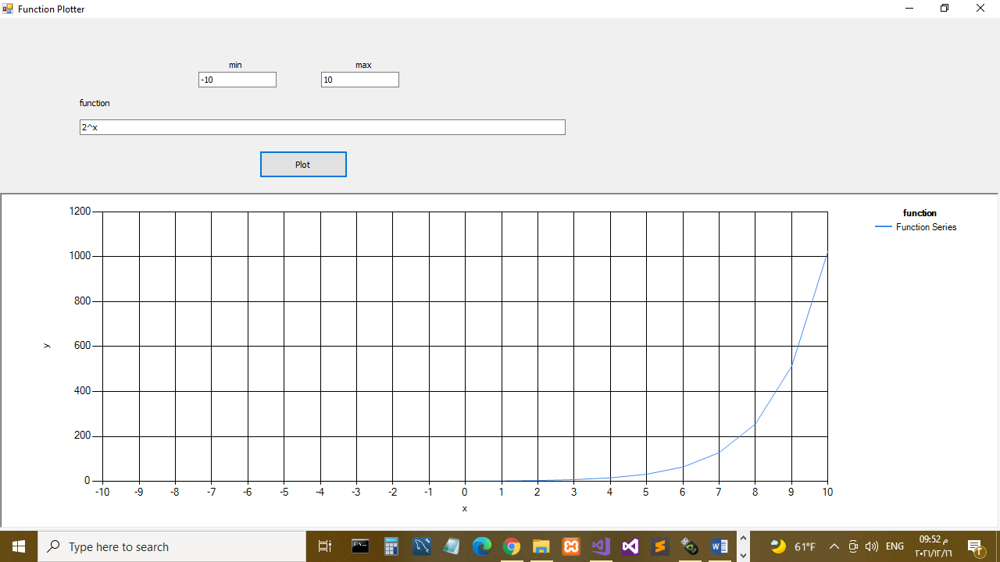 Function Plotter
min
max
-10
10
function
2^x
Plot
1200
1000
800
600
400
200
0
y
-10 -9 -8 -7 -6 -5 -4 -3 -2 -1 0 1 2 3 4 5 6 7 8 9 10
x
function
Function Series
Type here to search
61°F
ENG
09:52 م
٢٠٢١/١٢/١٦